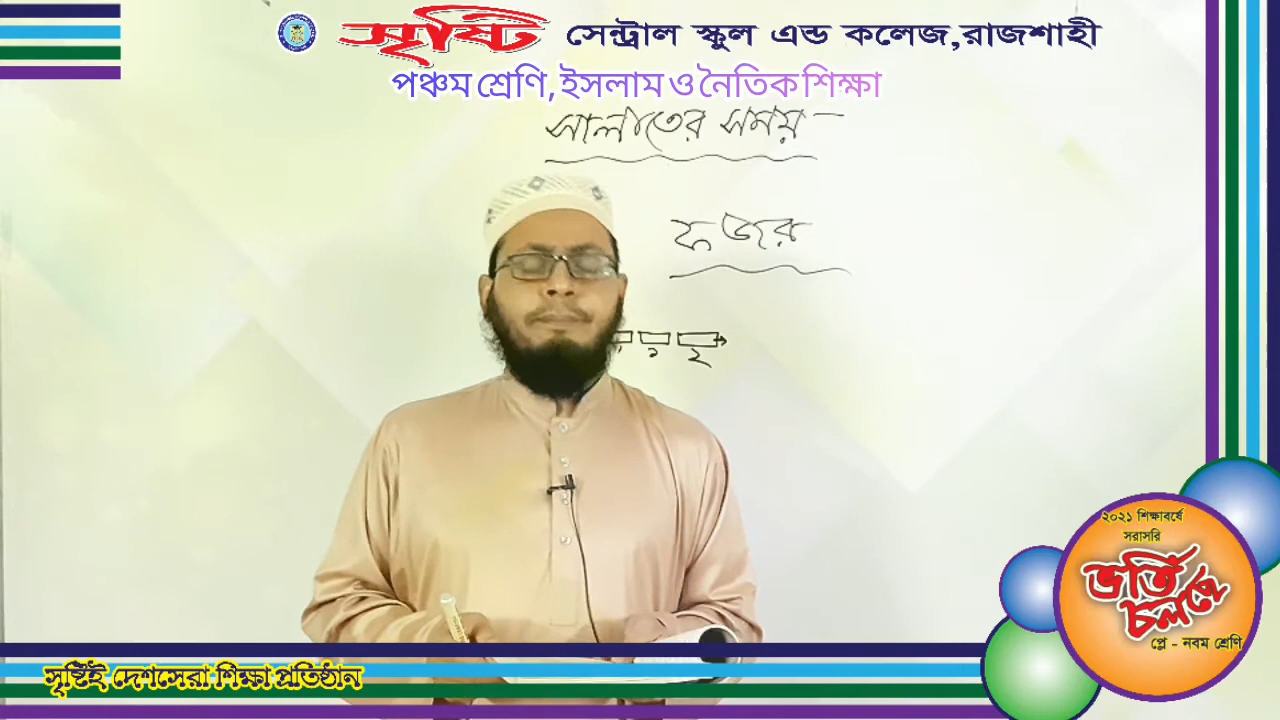 সৃষ্টি সেন্ট্রাল স্কুল এন্ড কলেজ,রাজশাহী
পঞ্চম শ্রেণি, ইসলাম ও নৈতিক শিক্ষা
সালাতের সময় –
ফজর
২০২১ শিক্ষাবর্ষে
সরাসরি
ভর্তি
চলছে
প্লে - নবম শ্রেণি
সৃষ্টিই দেশসেরা শিক্ষা প্রতিষ্ঠান